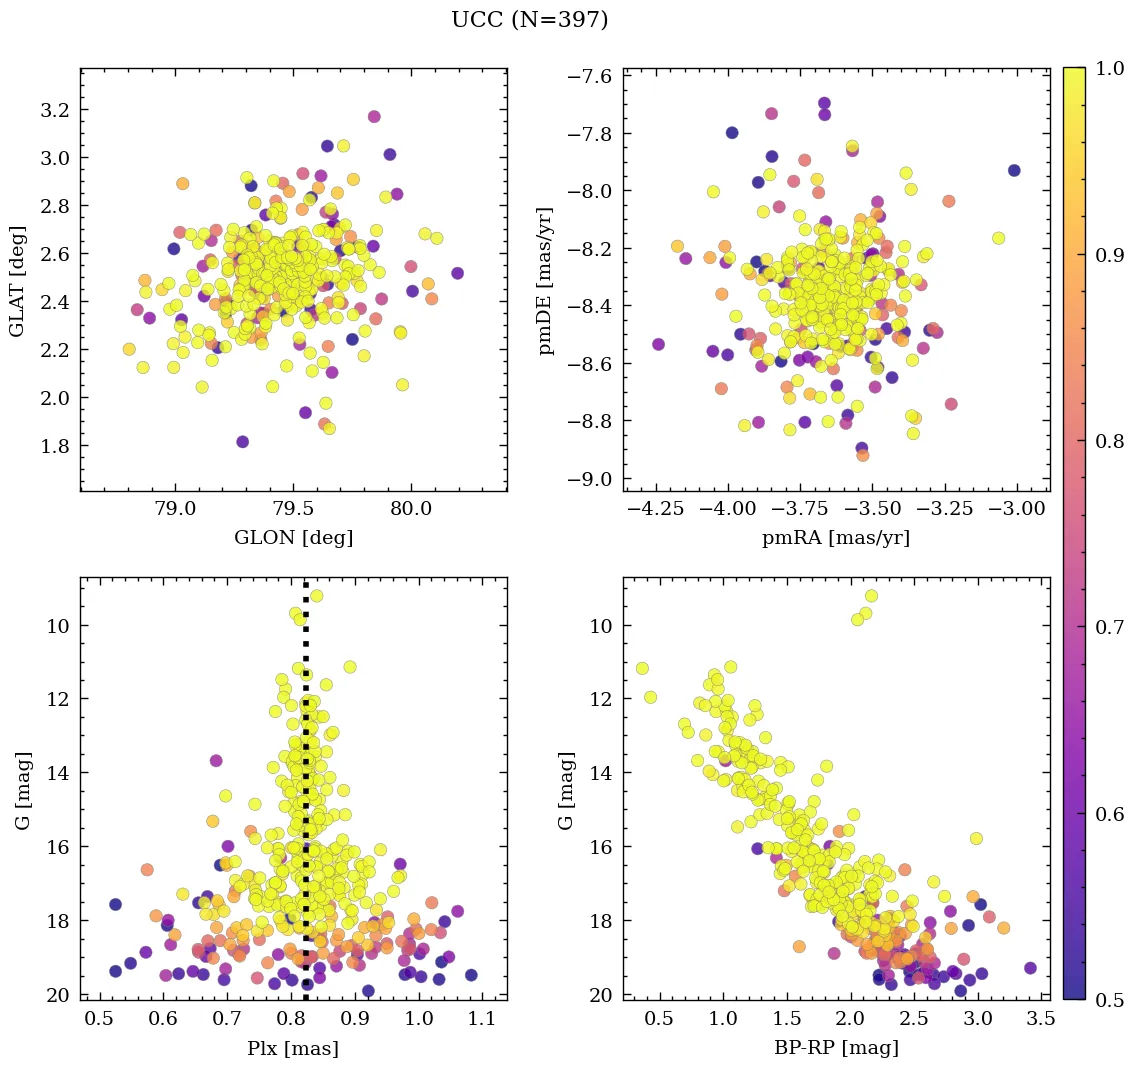 UCC (N=397)
3.2
3.0
2.8
2.6
2.4
2.2
2.0
1.8
GLAT [deg]
79.0 79.5 80.0
GLON [deg]
−7.6
−7.8
−8.0
−8.2
−8.4
−8.6
−8.8
−9.0
pmDE [mas/yr]
−4.25 −4.00 −3.75 −3.50 −3.25 −3.00
pmRA [mas/yr]
1.0
0.9
0.8
0.7
0.6
0.5
10
12
14
16
18
20
G [mag]
0.5 0.6 0.7 0.8 0.9 1.0 1.1
Plx [mas]
10
12
14
16
18
20
G [mag]
0.5 1.0 1.5 2.0 2.5 3.0 3.5
BP-RP [mag]